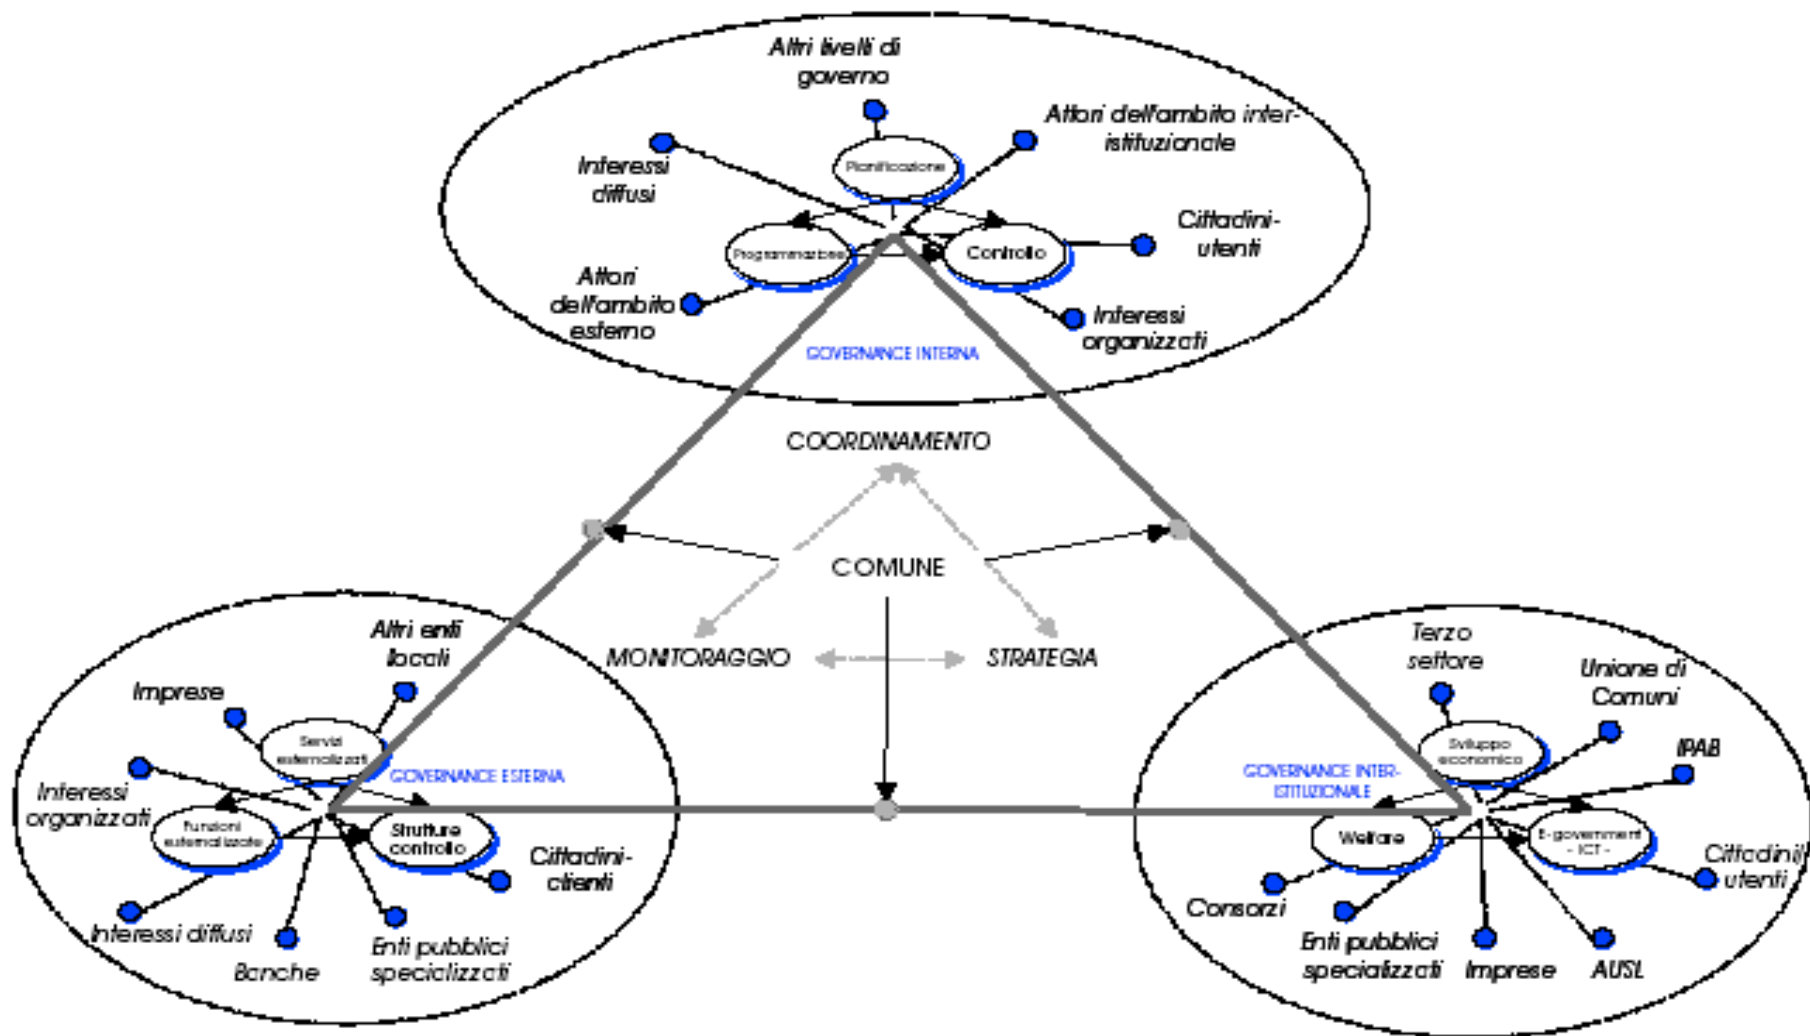 Altri livelli di
governo
Attori dell'ambito inter-
istituzionale
Interessi
diffusi
Pianificazione
Cittadini-
utenti
Programmazione
Controllo
Attori
dell'ambito
esterno
Interessi
organizzati
GOVERNANCE INTERNA
COORDINAMENTO
COMUNE
MONITORAGGIO
STRATEGIA
Altri enti
locali
Imprese
Servizi
esternalizzati
GOVERNANCE ESTERNA
Interessi
organizzati
Funzioni
esternalizzate
Strutture
controllo
Cittadini-
clienti
Interessi diffusi
Banche
Enti pubblici
specializzati
Terzo
settore
Unione di
Comuni
Sviluppo
economico
IPAB
GOVERNANCE INTER-
ISTITUZIONALE
Welfare
E-government
- ICT -
Cittadini/
utenti
Consorzi
Enti pubblici
specializzati
Imprese
AUSL